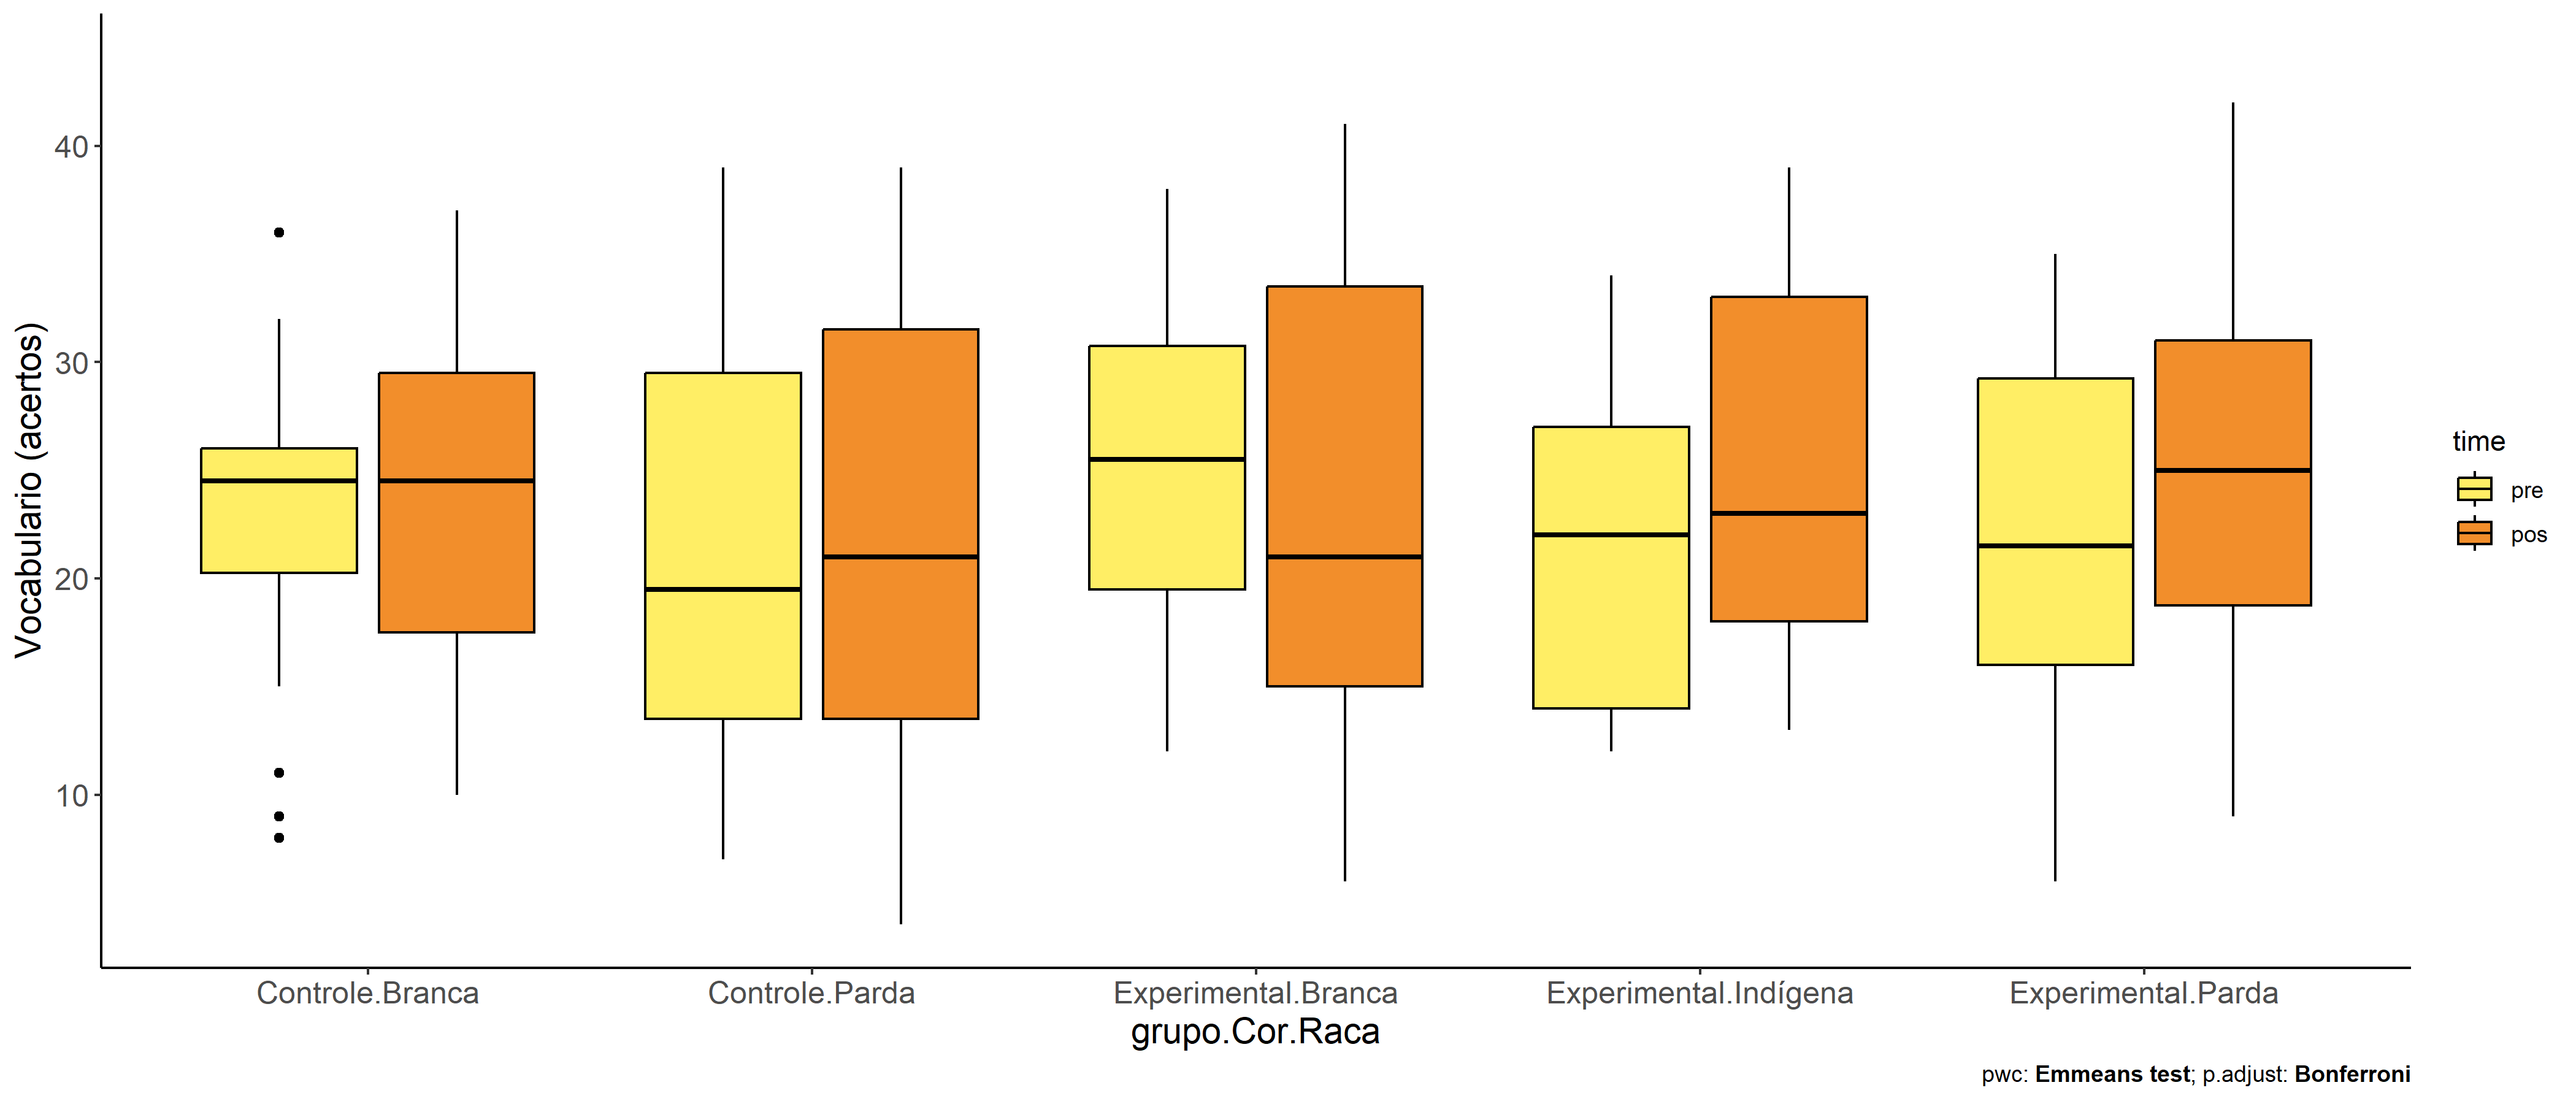 Vocabulario (acertos)
40
30
20
10
Controle.Branca
Controle.Parda
Experimental.Branca
Experimental.Indígena
Experimental.Parda
grupo.Cor.Raca
time
pre
pos
pwc: Emmeans test; p.adjust: Bonferroni